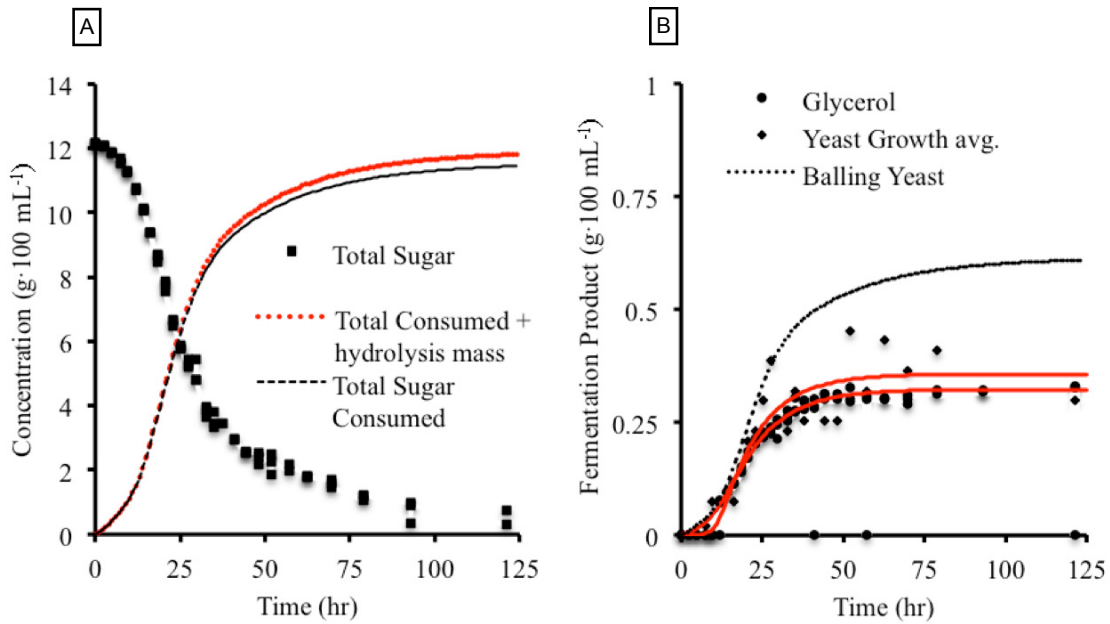 A
Concentration (g·100 mL-1)
14
12
10
8
6
4
2
0
Total Sugar
Total Consumed +
hydrolysis mass
Total Sugar
Consumed
0 25 50 75 100 125
Time (hr)
B
Fermentation Product (g·100 mL-1)
1
0.75
0.5
0.25
0
Glycerol
Yeast Growth avg.
Balling Yeast
0 25 50 75 100 125
Time (hr)